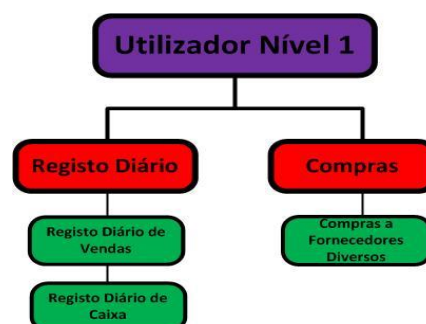 Utilizador Nível 1
Registo Diário
Compras
Registo Diário de
Vendas
Compras a
Fornecedores
Diversos
Registo Diário de
Caixa